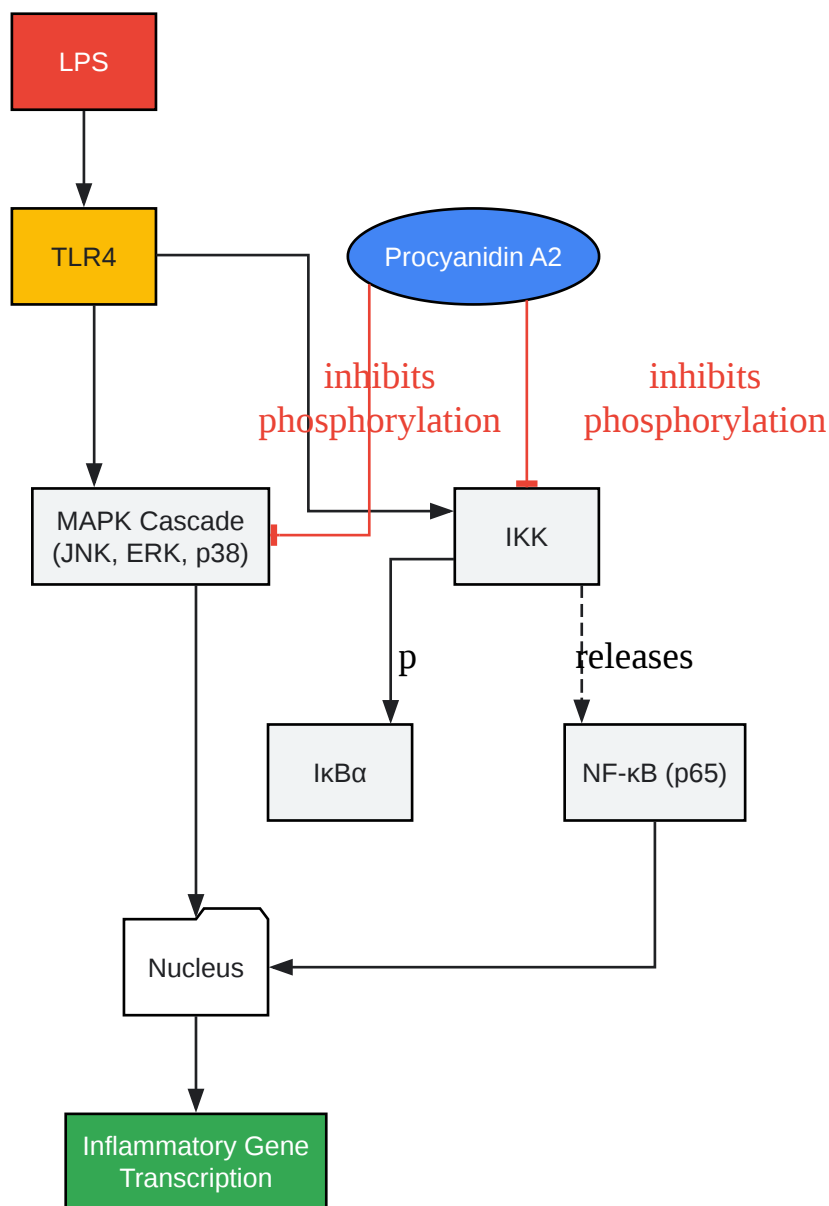 LPS
TLR4
Procyanidin A2
inhibits
phosphorylation
inhibits
phosphorylation
MAPK Cascade
(JNK, ERK, p38)
IKK
p
releases
IκBα
NF-κB (p65)
Nucleus
Inflammatory Gene
Transcription